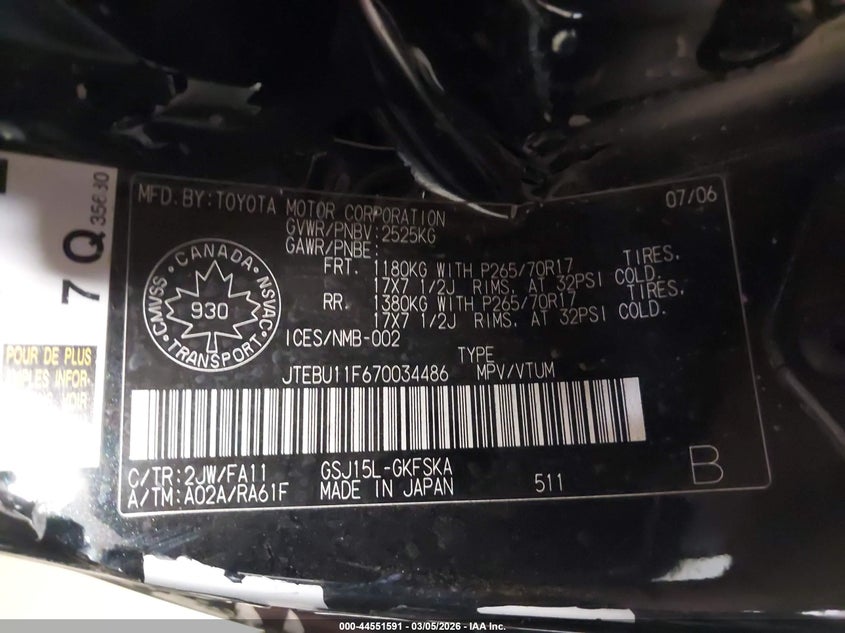 MFD. BY: TOYOTA MOTOR CORPORATION 07/06
GVWR/PNBV: 2525KG
GAWR/PNBE:
FRT. 1180KG WITH P265/70R17 TIRES.
17X7 1/2J RIMS. AT 32PSI COLD.
RR. 1380KG WITH P265/70R17 TIRES.
17X7 1/2J RIMS. AT 32PSI COLD.
CANADA
CMVSS 930 NSVAC
TRANSPORT
ICES/NMB-002
TYPE
JTEBU11F670034486 MPV/VTUM
C/TR: 2JW/FA11 GSJ15L-GKFSKA
A/TM: A02A/RA61F MADE IN JAPAN 511 B
7 Q
POUR DE PLUS
INFOR-
VOIR
000-44551591 - 03/05/2026 - IAA Inc.